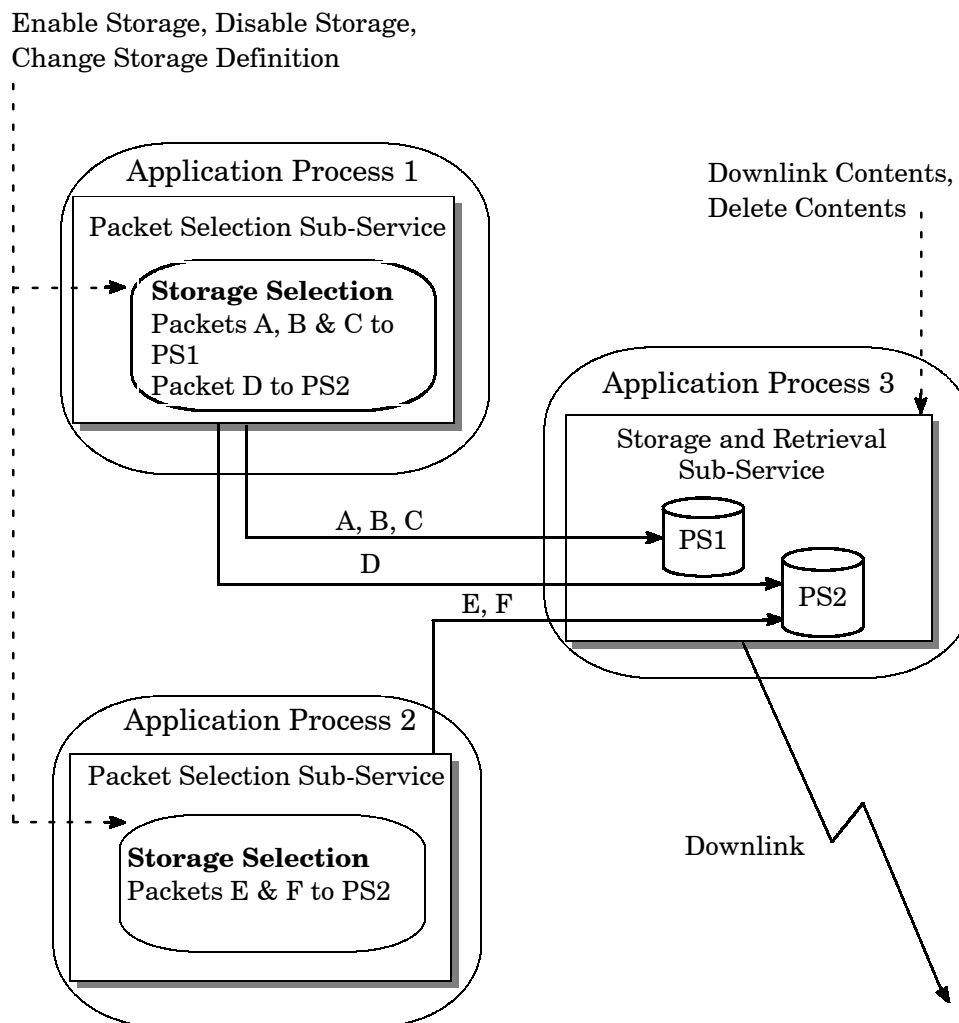 Enable Storage, Disable Storage,
Change Storage Definition
Application Process 1
Packet Selection Sub-Service
Storage Selection
Packets A, B & C to
PS1
Packet D to PS2
Downlink Contents,
Delete Contents
Application Process 3
Storage and Retrieval
Sub-Service
PS1
PS2
A, B, C
D
E, F
Application Process 2
Packet Selection Sub-Service
Storage Selection
Packets E & F to PS2
Downlink